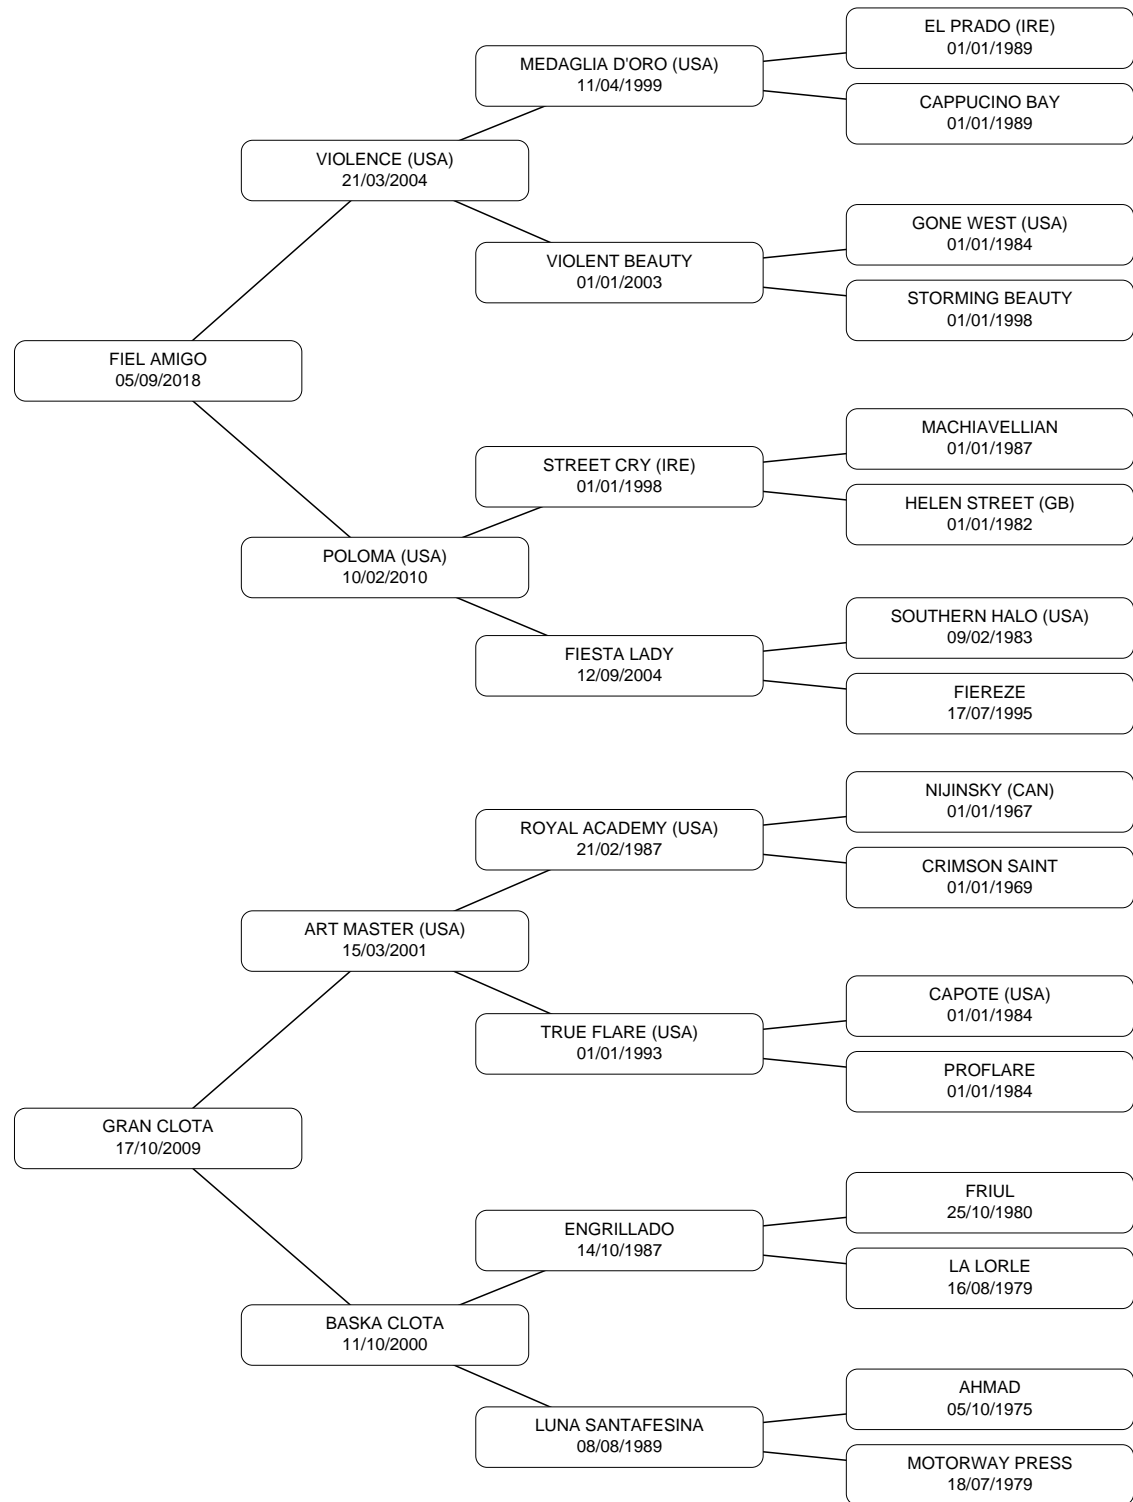 EL PRADO (IRE)
01/01/1989
MEDAGLIA D'ORO (USA)
11/04/1999
CAPPUCINO BAY
01/01/1989
VIOLENCE (USA)
21/03/2004
GONE WEST (USA)
01/01/1984
VIOLENT BEAUTY
01/01/2003
STORMING BEAUTY
01/01/1998
FIEL AMIGO
05/09/2018
MACHIAVELLIAN
01/01/1987
STREET CRY (IRE)
01/01/1998
HELEN STREET (GB)
01/01/1982
POLOMA (USA)
10/02/2010
SOUTHERN HALO (USA)
09/02/1983
FIESTA LADY
12/09/2004
FIEREZE
17/07/1995
NIJINSKY (CAN)
01/01/1967
ROYAL ACADEMY (USA)
21/02/1987
CRIMSON SAINT
01/01/1969
ART MASTER (USA)
15/03/2001
CAPOTE (USA)
01/01/1984
TRUE FLARE (USA)
01/01/1993
PROFLARE
01/01/1984
GRAN CLOTA
17/10/2009
FRIUL
25/10/1980
ENGRILLADO
14/10/1987
LA LORLE
16/08/1979
BASKA CLOTA
11/10/2000
AHMAD
05/10/1975
LUNA SANTAFESINA
08/08/1989
MOTORWAY PRESS
18/07/1979